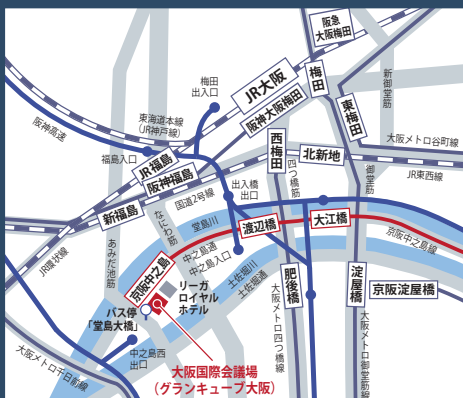 阪急
大阪梅田
梅田
出入口
JR大阪
梅田
新御堂筋
阪神大阪梅田
東梅田
東海道本線
(JR神戸線)
阪神高速
大阪メトロ谷町線
福島入口
JR福島
西梅田
北新地
JR東西線
阪神福島
四つ橋筋
御堂筋
新福島
国道2号線
出入橋
出口
なにわ筋
堂島川
渡辺橋
大江橋
京阪中之島線
JR環状線
あみだ池筋
中之島通
中之島入口
京阪中之島
土佐堀川
土佐堀通
肥後橋
淀屋橋
京阪淀屋橋
リーガ
ロイヤル
ホテル
バス停
「堂島大橋」
大阪メトロ四つ橋線
大阪メトロ御堂筋線
中之島西
出口
大阪メトロ千日前線
大阪国際会議場
(グランキューブ大阪)